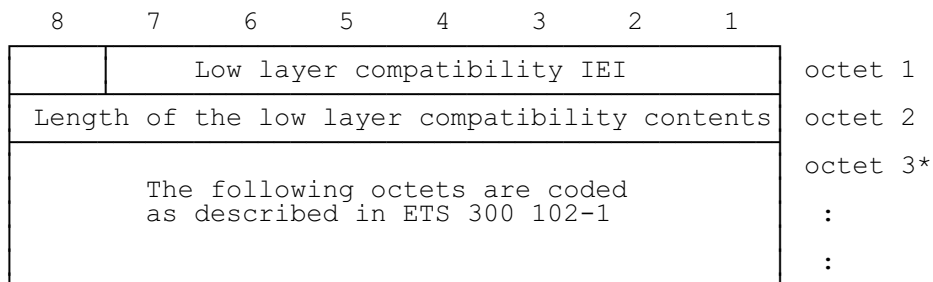 8 7 6 5 4 3 2 1
Low layer compatibility IEI octet 1
Length of the low layer compatibility contents octet 2
octet 3*
The following octets are coded
as described in ETS 300 102-1 :
: